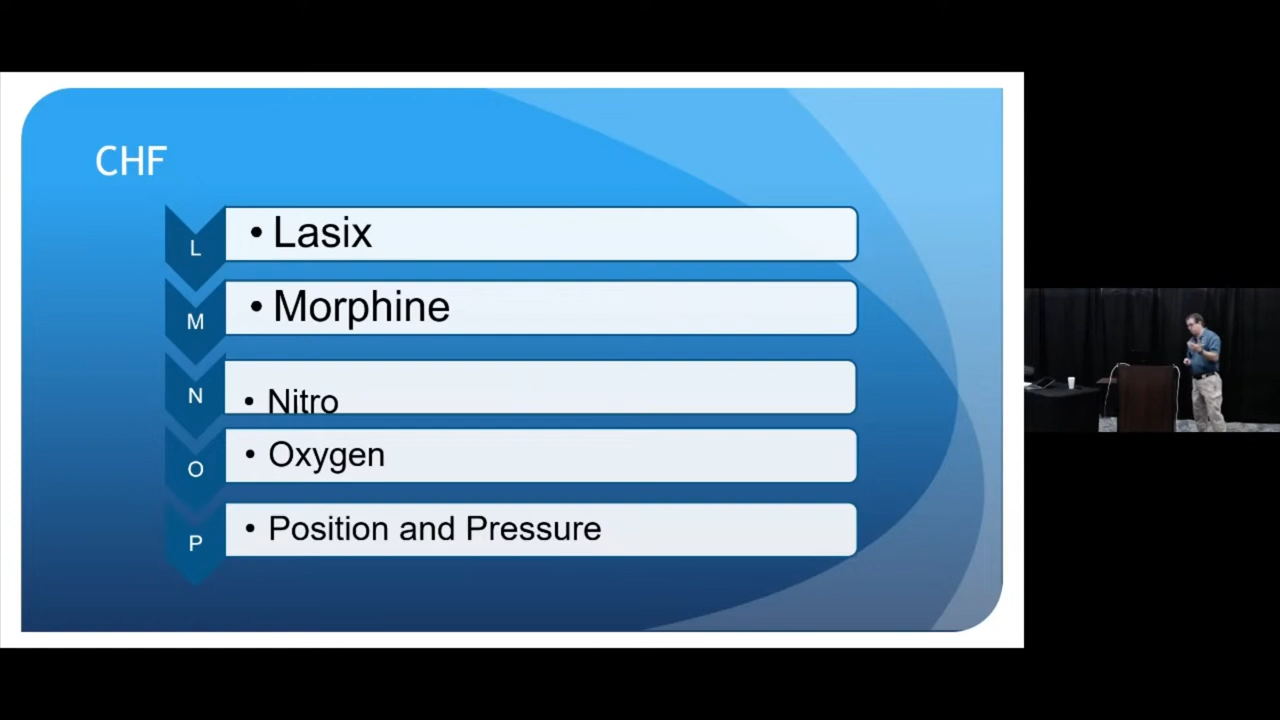 CHF
L
• Lasix
M
• Morphine
N
• Nitro
O
• Oxygen
P
• Position and Pressure